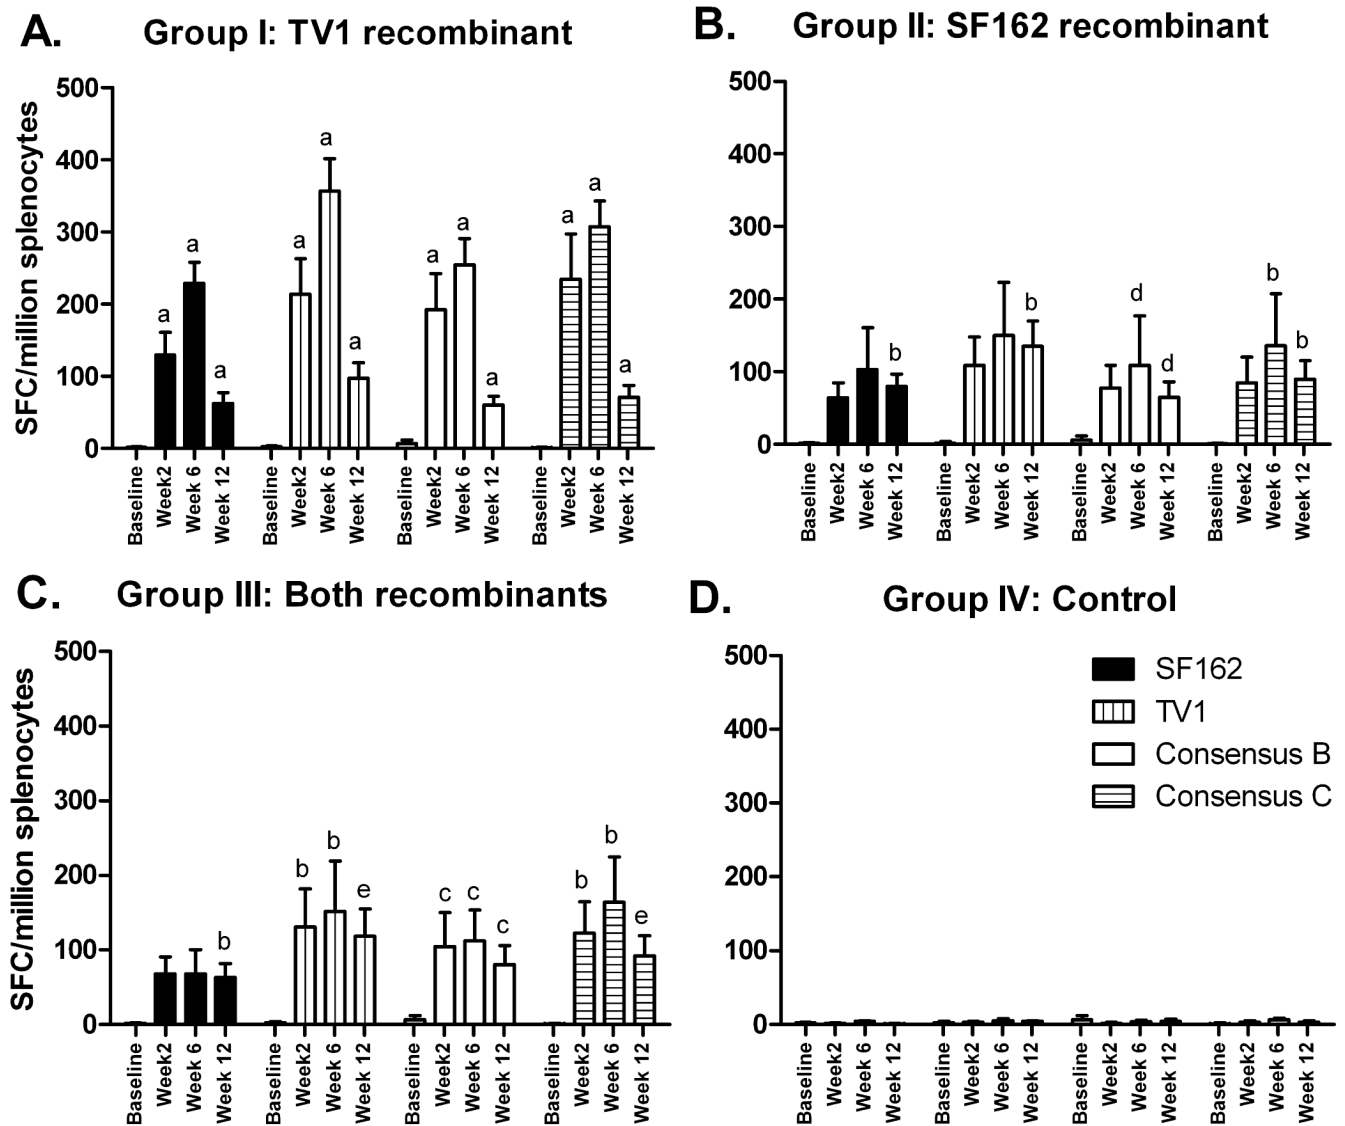 A. Group I: TV1 recombinant
SFC/million splenocytes
500
400
300
200
100
0
a a a a a a a a a a a a
Baseline Week2 Week 6 Week 12 Baseline Week2 Week 6 Week 12 Baseline Week2 Week 6 Week 12 Baseline Week2 Week 6 Week 12
B. Group II: SF162 recombinant
500
400
300
200
100
0
b b d d b b
Baseline Week2 Week 6 Week 12 Baseline Week2 Week 6 Week 12 Baseline Week2 Week 6 Week 12 Baseline Week2 Week 6 Week 12
C. Group III: Both recombinants
SFC/million splenocytes
500
400
300
200
100
0
b b b e c c c b b e
Baseline Week2 Week 6 Week 12 Baseline Week2 Week 6 Week 12 Baseline Week2 Week 6 Week 12 Baseline Week2 Week 6 Week 12
D. Group IV: Control
500
400
300
200
100
0
SF162
TV1
Consensus B
Consensus C
Baseline Week2 Week 6 Week 12 Baseline Week2 Week 6 Week 12 Baseline Week2 Week 6 Week 12 Baseline Week2 Week 6 Week 12